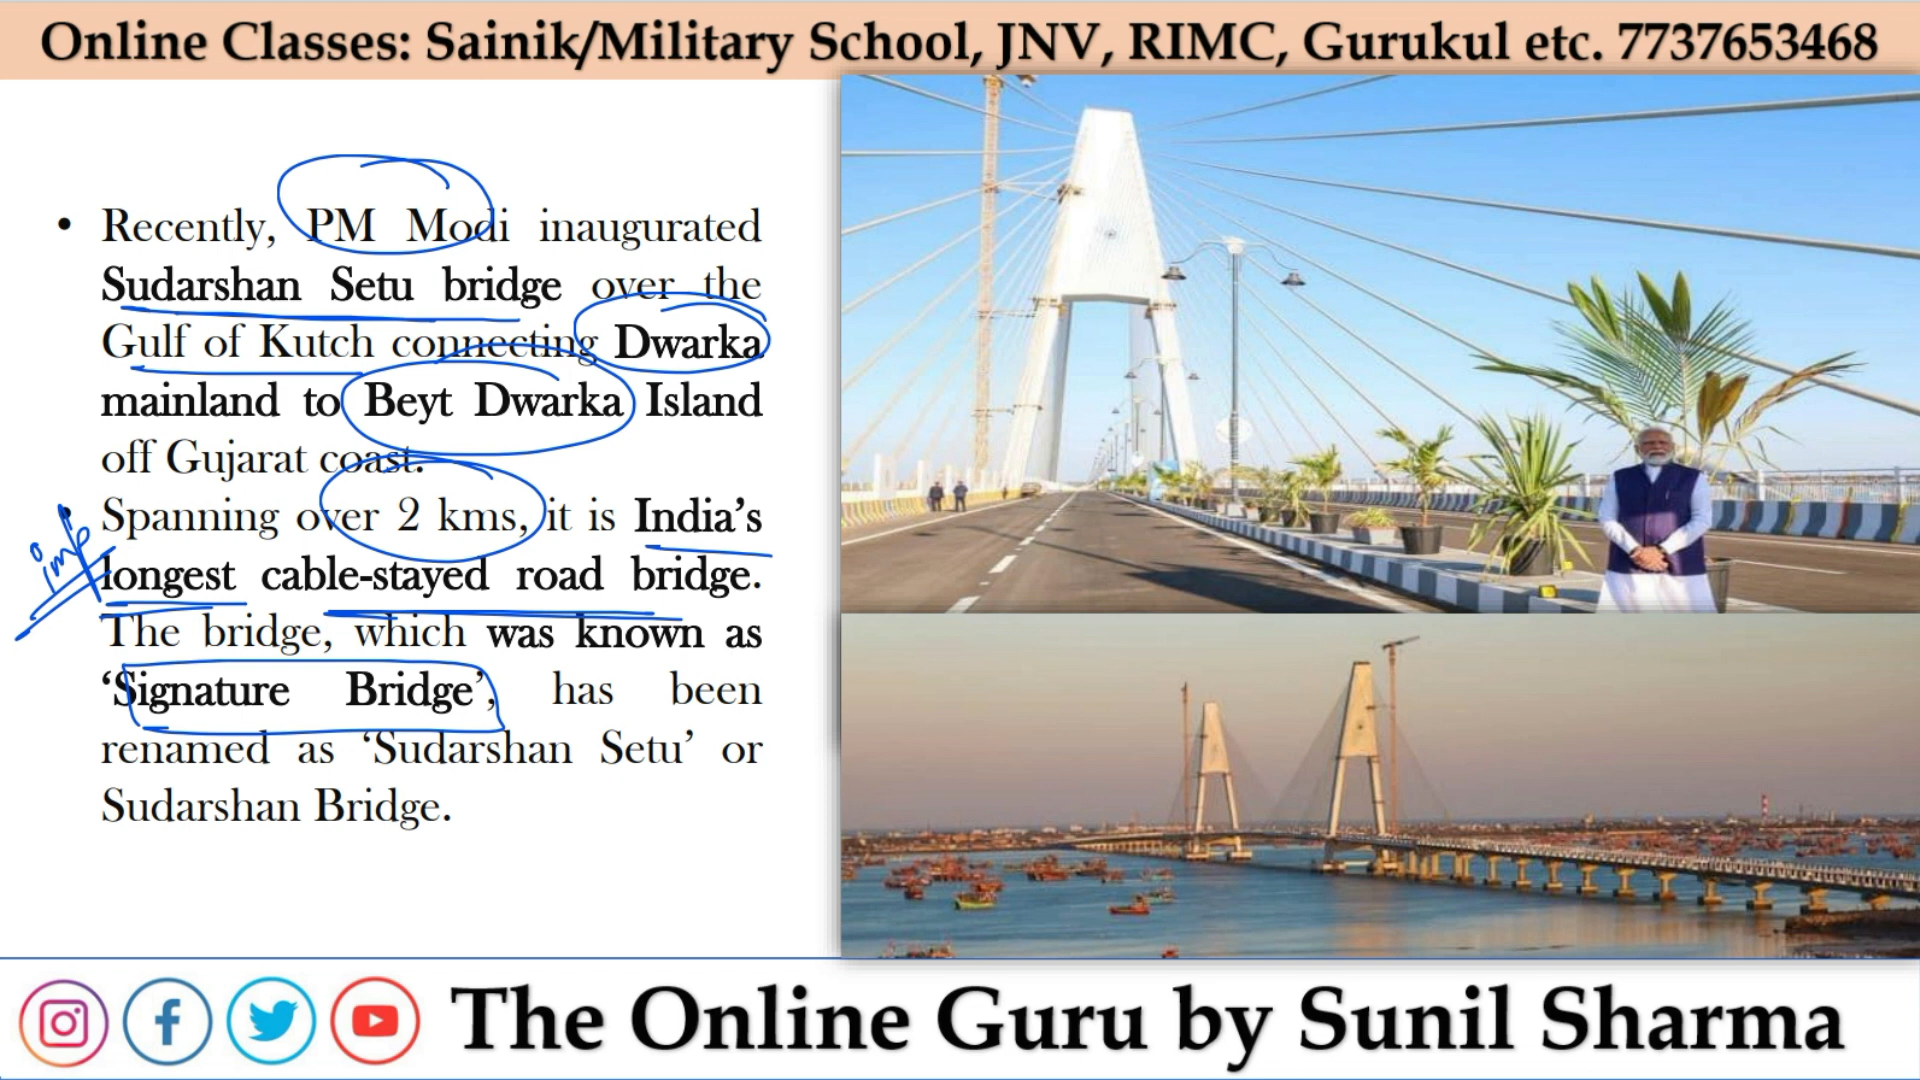 Online Classes: Sainik/Military School, JNV, RIMC, Gurukul etc. 7737653468
• Recently, PM Modi inaugurated
Sudarshan Setu bridge over the
Gulf of Kutch connecting Dwarka
mainland to Beyt Dwarka Island
off Gujarat coast.
• Spanning over 2 kms, it is India’s
imp
longest cable-stayed road bridge.
The bridge, which was known as
‘Signature Bridge’, has been
renamed as ‘Sudarshan Setu’ or
Sudarshan Bridge.
The Online Guru by Sunil Sharma